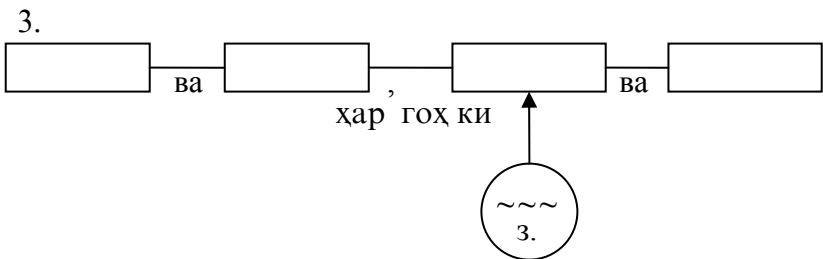 3.
ва , ва
ҳар гоҳ ки
~~~
з.